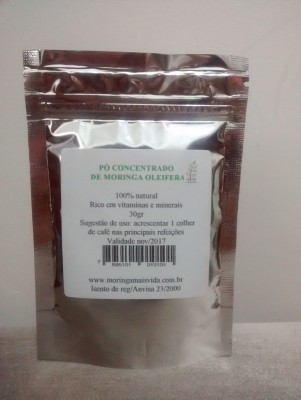 PÓ CONCENTRADO
DE MORINGA OLEIFERA
100% natural
Rico em vitaminas e minerais
30gr
Sugestão de uso: acrescentar 1 colher
de café nas principais refeições
Validade nov/2017
www.moringamaisvida.com.br
Isento de reg/Anvisa 23/2000